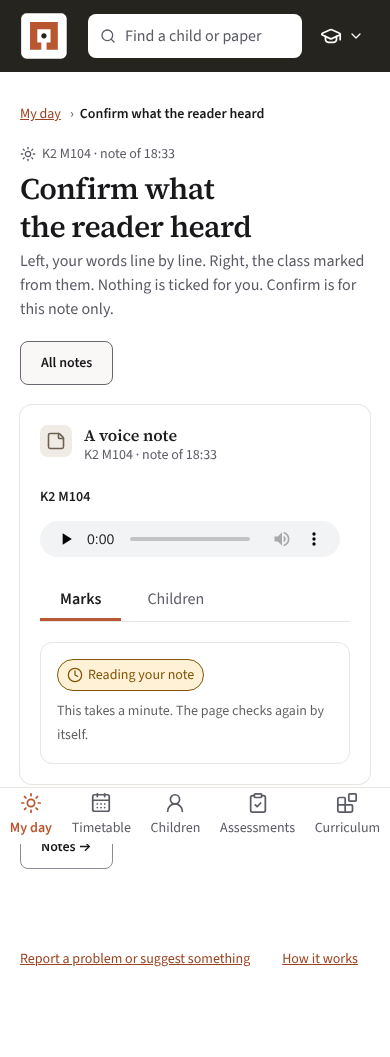 Find a child or paper
My day › Confirm what the reader heard
K2 M104 · note of 18:33
Confirm what
the reader heard
Left, your words line by line. Right, the class marked
from them. Nothing is ticked for you. Confirm is for
this note only.
All notes
A voice note
K2 M104 · note of 18:33
K2 M104
0:00
Marks Children
Reading your note
This takes a minute. The page checks again by
itself.
My day Timetable Children Assessments Curriculum
Notes →
Report a problem or suggest something How it works